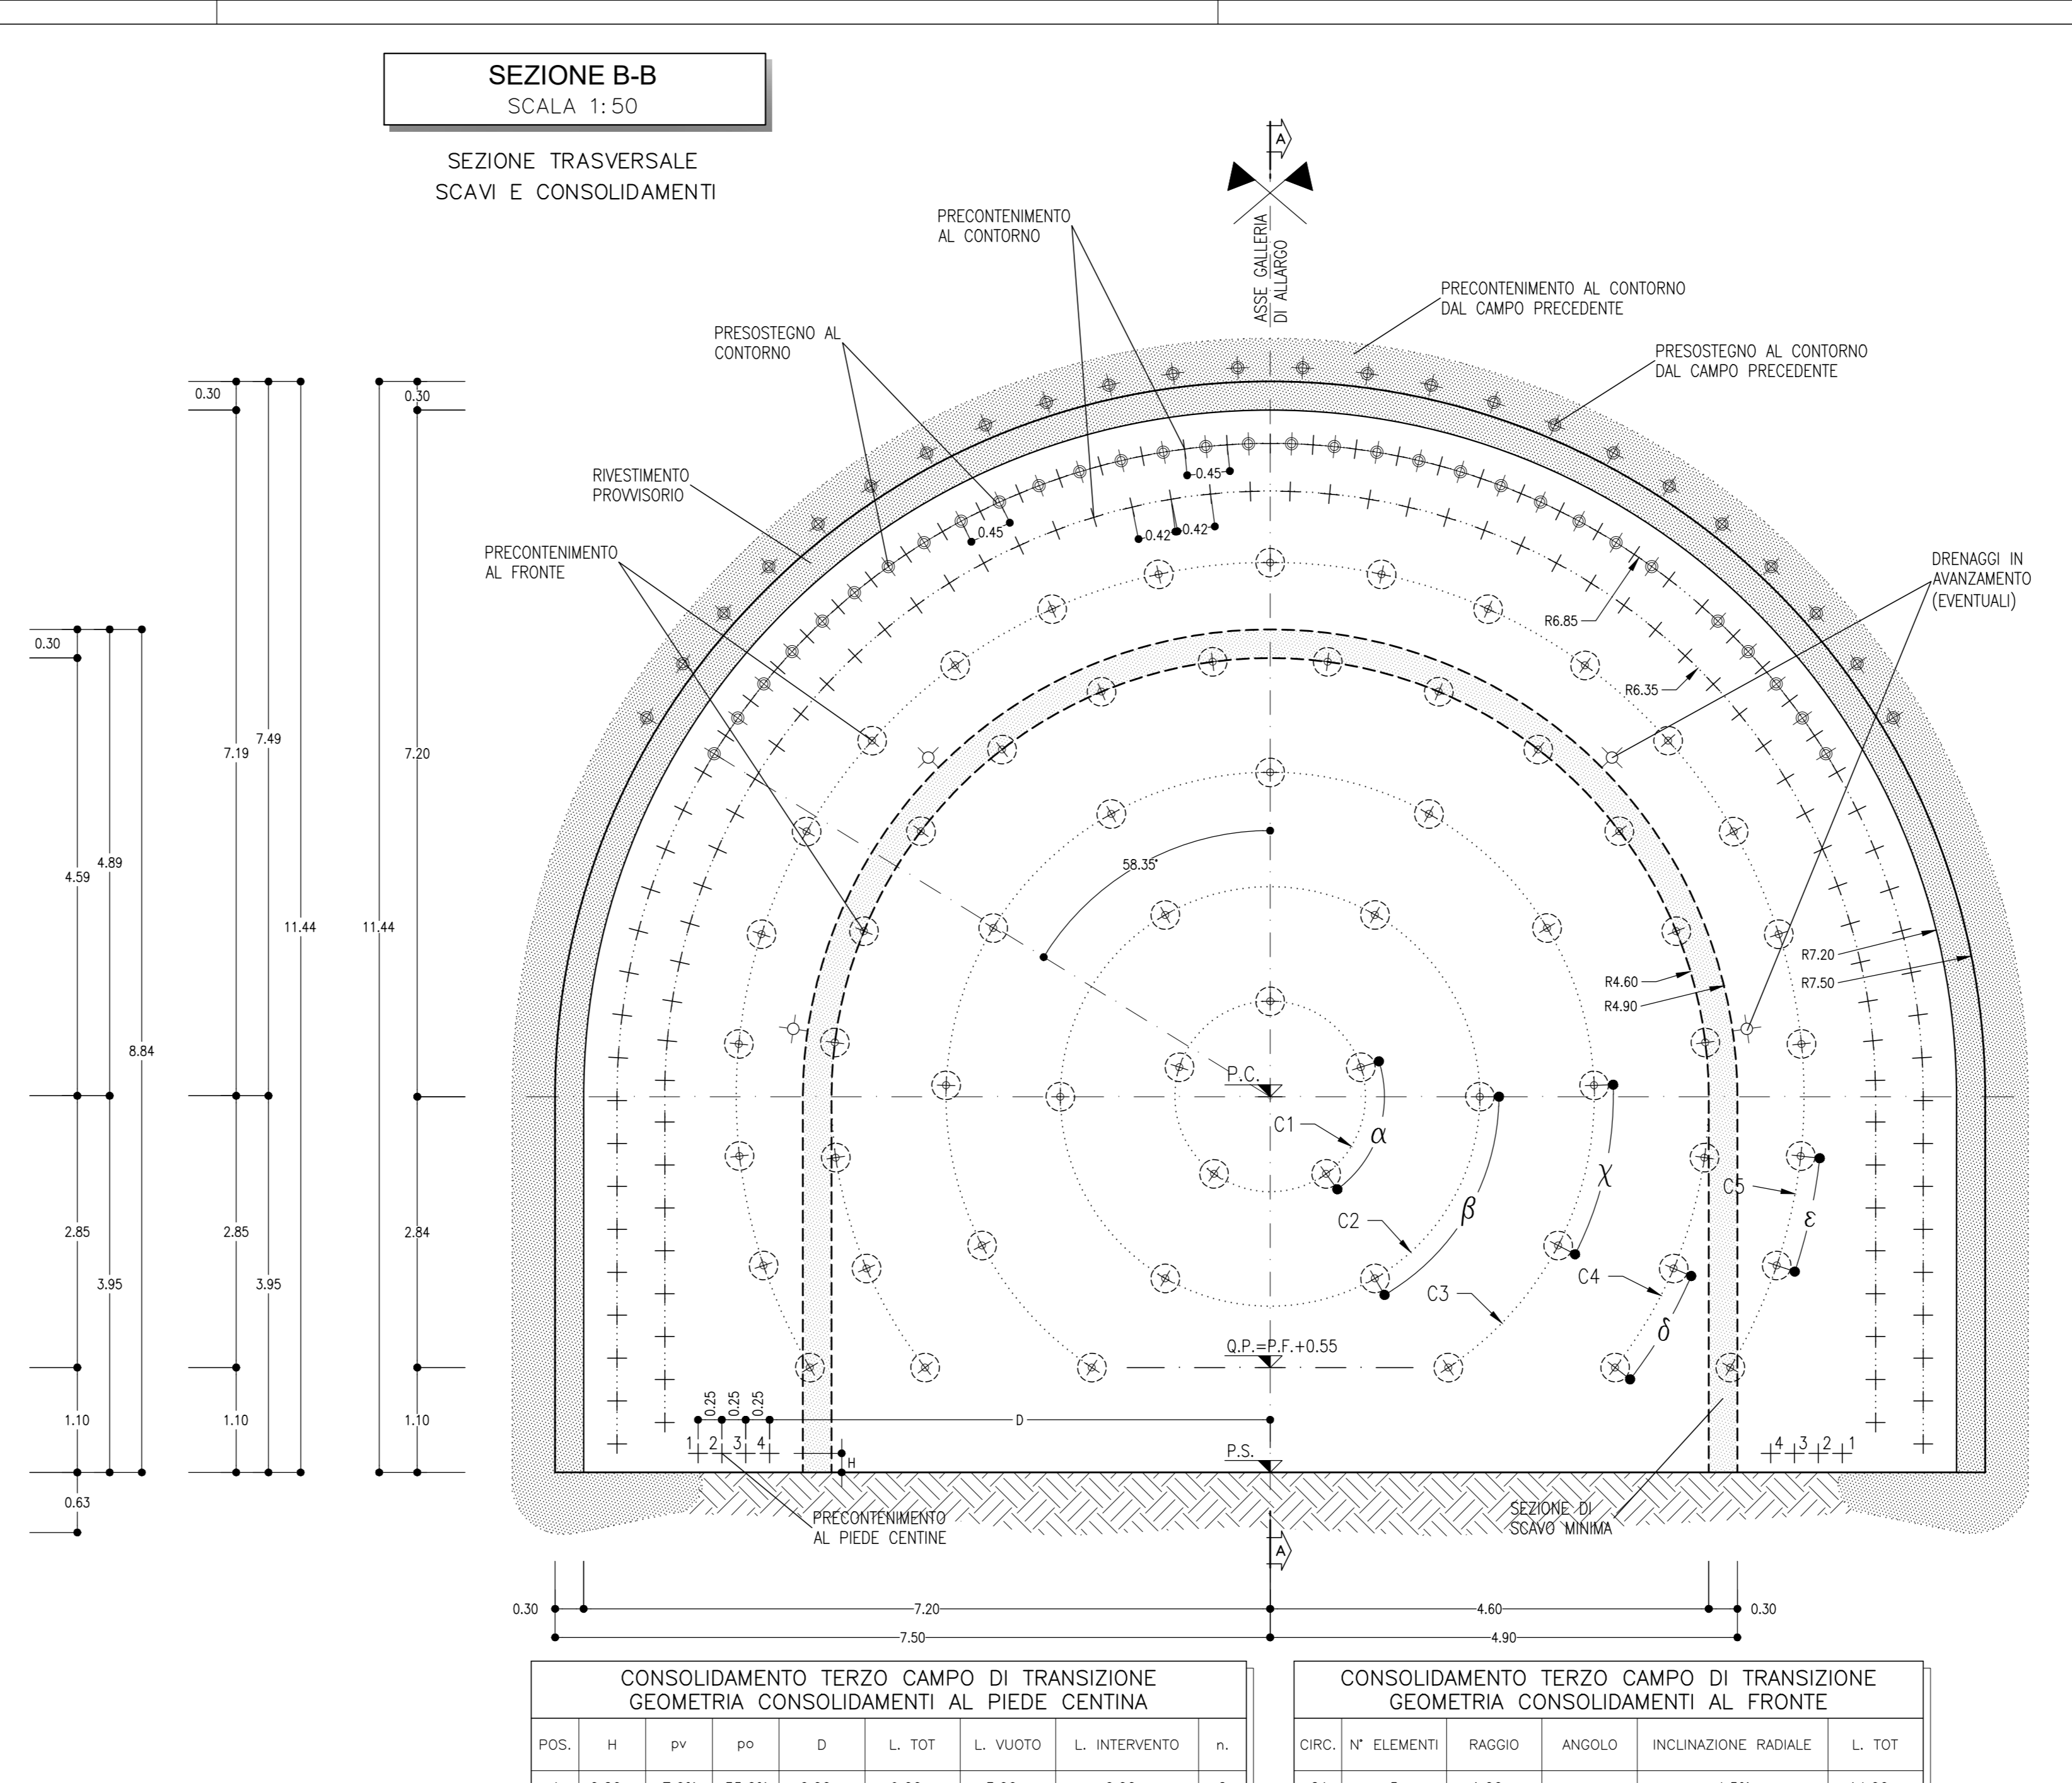 SEZIONE B-B
SCALA 1:50
SEZIONE TRASVERSALE
SCAVI E CONSOLIDAMENTI
A
ASSE GALLERIA
DI ALLARGO
PRECONTENIMENTO
AL CONTORNO
PRECONTENIMENTO AL CONTORNO
DAL CAMPO PRECEDENTE
PRESOSTEGNO AL
CONTORNO
PRESOSTEGNO AL CONTORNO
DAL CAMPO PRECEDENTE
RIVESTIMENTO
PROVVISORIO
PRECONTENIMENTO
AL FRONTE
DRENAGGI IN
AVANZAMENTO
(EVENTUALI)
0.30
0.30
0.30
0.45
0.45
0.42
0.42
R6.85
R6.35
7.19
7.49
7.20
4.59
4.89
11.44
11.44
8.84
58.35°
R7.20
R7.50
R4.60
R4.90
P.C.
C1
α
C2
β
C3
χ
C4
δ
C5
ε
2.85
3.95
2.85
3.95
2.84
Q.P.=P.F.+0.55
1.10
1.10
1.10
0.25
0.25
0.25
D
1
2
3
4
H
P.S.
4
3
2
1
0.63
PRECONTENIMENTO
AL PIEDE CENTINE
SEZIONE DI
SCAVO MINIMA
A
0.30
7.20
4.60
0.30
7.50
4.90
CONSOLIDAMENTO TERZO CAMPO DI TRANSIZIONE
GEOMETRIA CONSOLIDAMENTI AL PIEDE CENTINA
POS. H pv po D L. TOT L. VUOTO L. INTERVENTO n.
CONSOLIDAMENTO TERZO CAMPO DI TRANSIZIONE
GEOMETRIA CONSOLIDAMENTI AL FRONTE
CIRC. N° ELEMENTI RAGGIO ANGOLO INCLINAZIONE RADIALE L. TOT